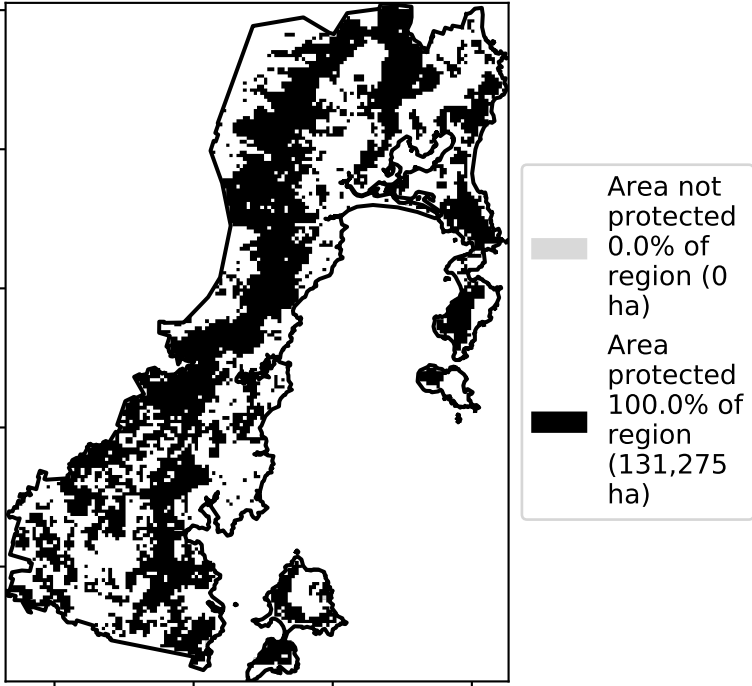 Area not
protected
0.0% of
region (0
ha)
Area
protected
100.0% of
region
(131,275
ha)